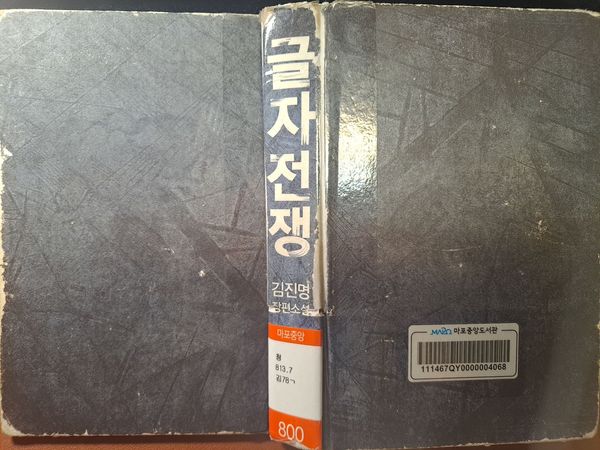 글자전쟁
김진명
장편소설
마포중앙
청
813.7
김78ㄱ
800
MAPO 마포중앙도서관
111467QY0000004068